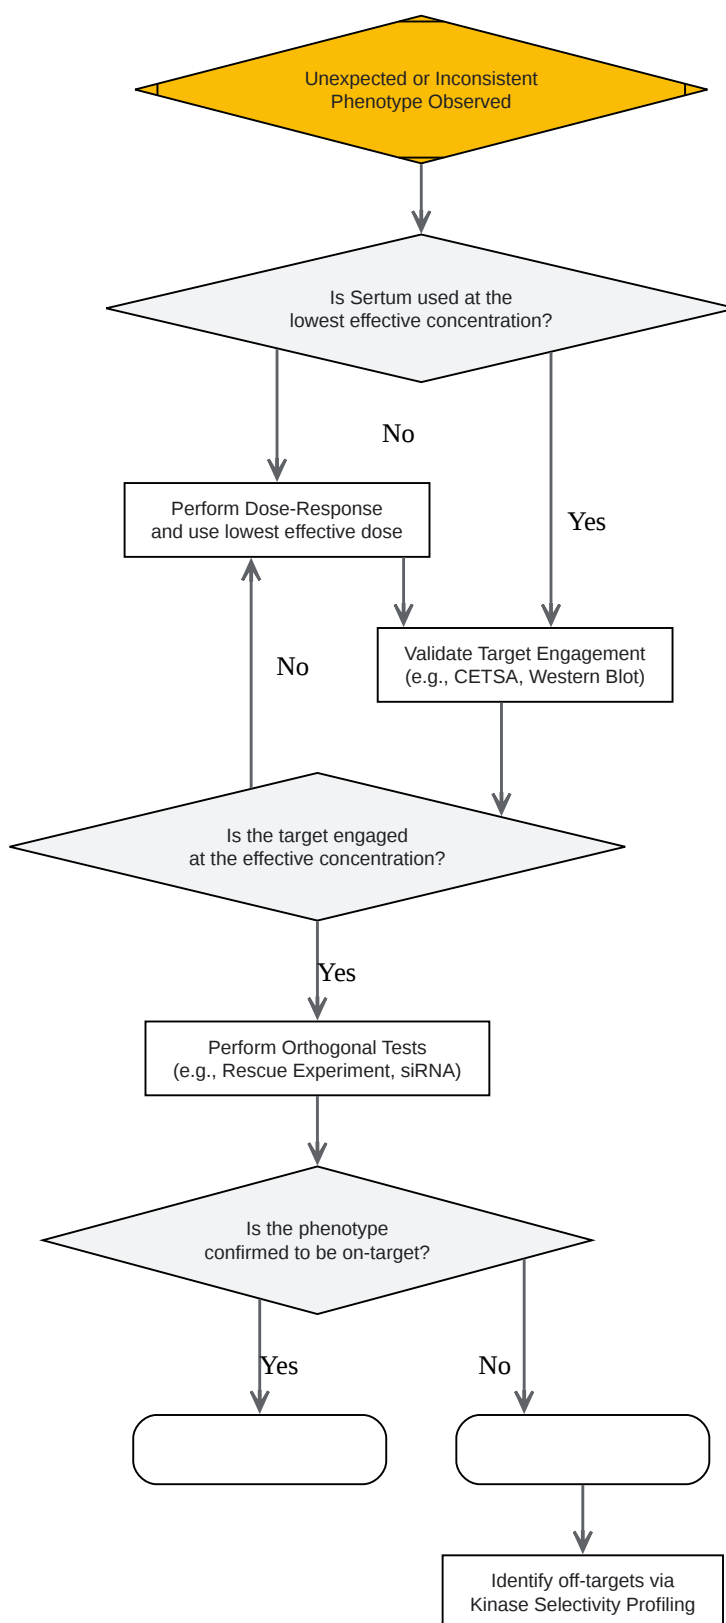 Unexpected or Inconsistent
Phenotype Observed
Is Sertum used at the
lowest effective concentration?
No
Perform Dose-Response
and use lowest effective dose
Yes
Validate Target Engagement
(e.g., CETSA, Western Blot)
No
Is the target engaged
at the effective concentration?
Yes
Perform Orthogonal Tests
(e.g., Rescue Experiment, siRNA)
Is the phenotype
confirmed to be on-target?
Yes
No
Identify off-targets via
Kinase Selectivity Profiling